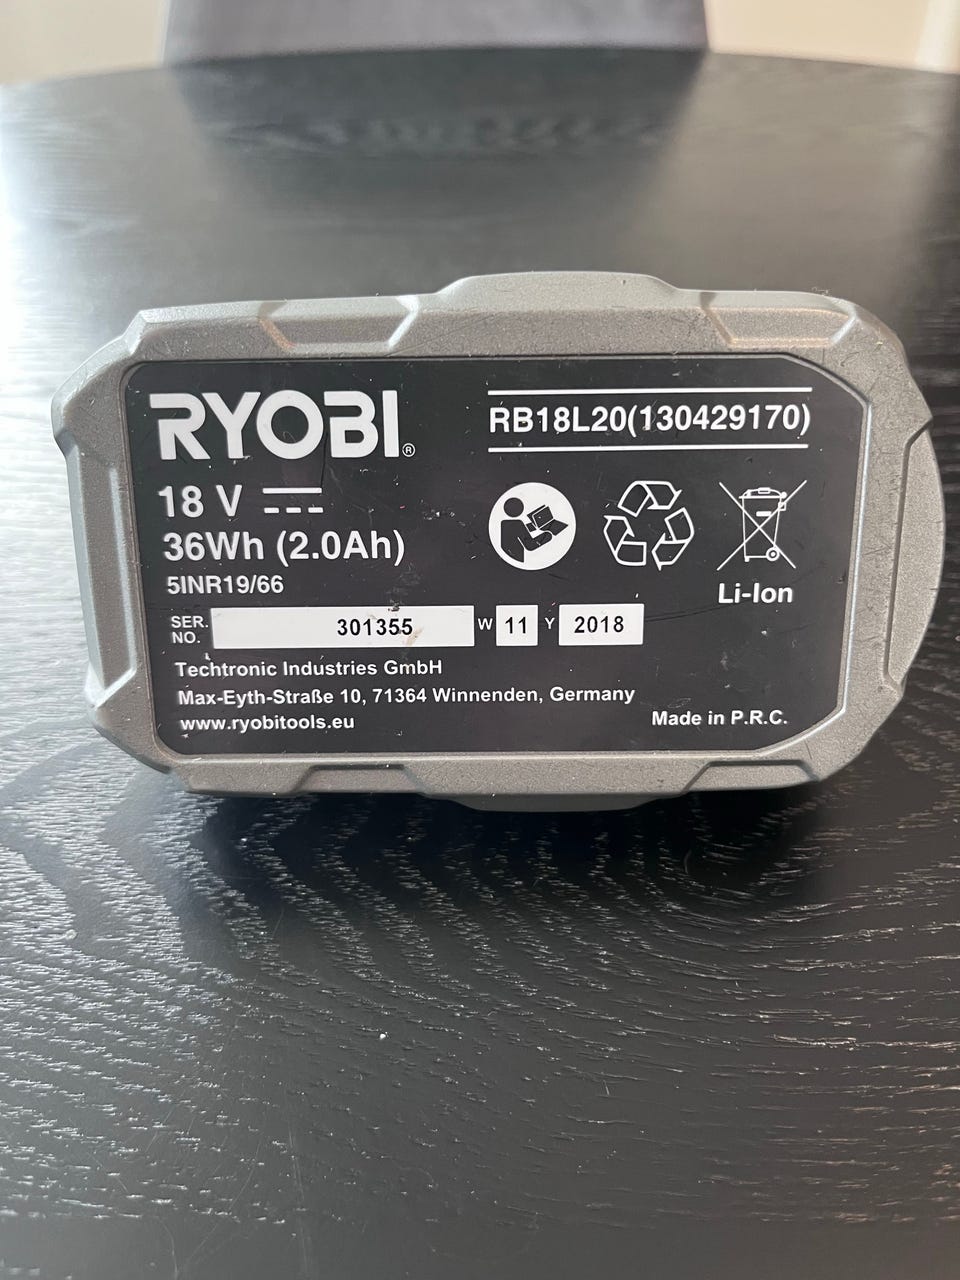 RYOBI®
RB18L20(130429170)
18 V
36Wh (2.0Ah)
5INR19/66
Li-Ion
SER. NO. 301355 W 11 Y 2018
Techtronic Industries GmbH
Max-Eyth-Straße 10, 71364 Winnenden, Germany
www.ryobitools.eu
Made in P.R.C.